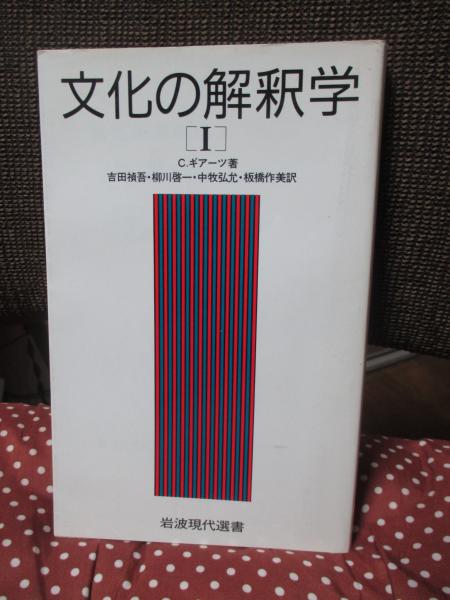 文化の解釈学
[I]
C.ギアーツ著
吉田禎吾・柳川啓一・中牧弘允・板橋作美訳
岩波現代選書